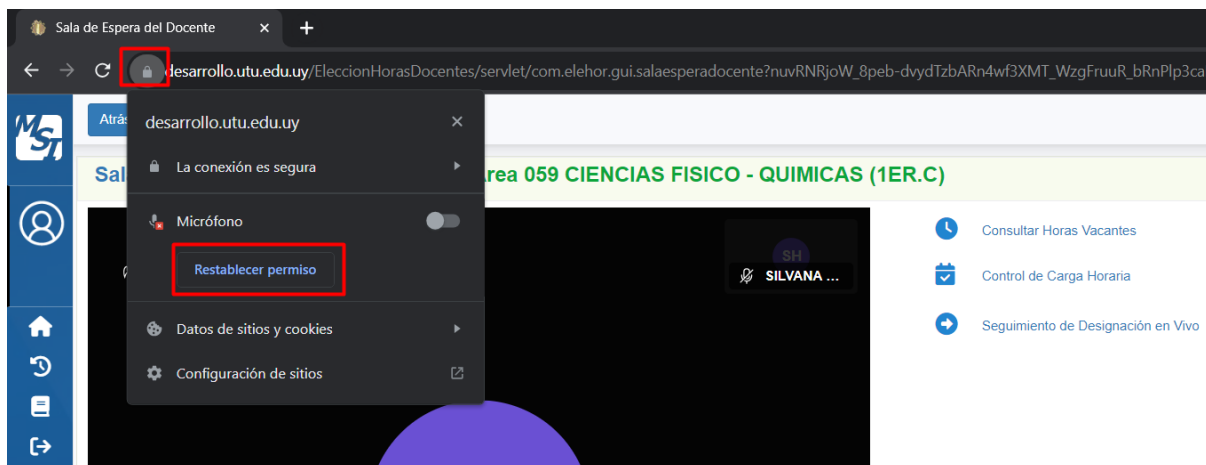 Sala de Espera del Docente
desarrollo.utu.edu.uy/EleccionHorasDocentes/servlet/com.elehor.gui.salaesperadocente?nuvRNRjoW_8peb-dvydTzbARn4wf3XMT_WzgFruuR_bRnPlp3ca
MST
Atrás
desarrollo.utu.edu.uy
La conexión es segura
Sal
rea 059 CIENCIAS FISICO - QUIMICAS (1ER.C)
Micrófono
Restablecer permiso
SH
SILVANA ...
Consultar Horas Vacantes
Control de Carga Horaria
Seguimiento de Designación en Vivo
Datos de sitios y cookies
Configuración de sitios